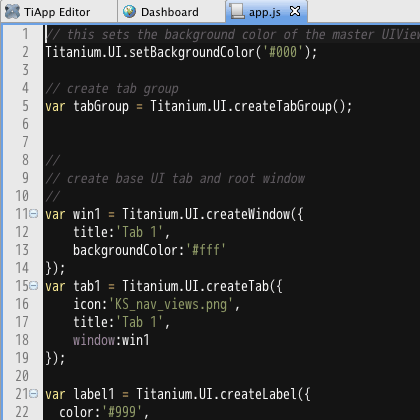 TiApp Editor Dashboard app.js
1 // this sets the background color of the master UIView
2 Titanium.UI.setBackgroundColor('#000');
3
4 // create tab group
5 var tabGroup = Titanium.UI.createTabGroup();
6
7
8 //
9 // create base UI tab and root window
10 //
11 var win1 = Titanium.UI.createWindow({
12 title:'Tab 1',
13 backgroundColor:'#fff'
14 });
15 var tab1 = Titanium.UI.createTab({
16 icon:'KS_nav_views.png',
17 title:'Tab 1',
18 window:win1
19 });
20
21 var label1 = Titanium.UI.createLabel({
22 color:'#999',